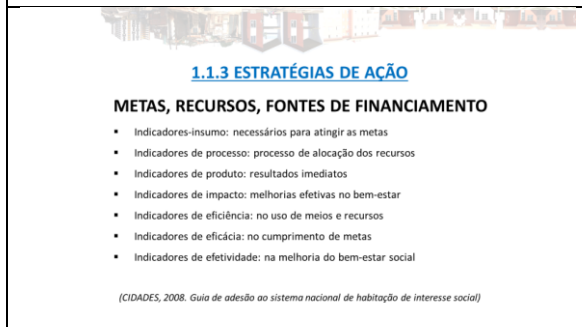 1.1.3 ESTRATÉGIAS DE AÇÃO
METAS, RECURSOS, FONTES DE FINANCIAMENTO
▪ Indicadores-insumo: necessários para atingir as metas
▪ Indicadores de processo: processo de alocação dos recursos
▪ Indicadores de produto: resultados imediatos
▪ Indicadores de impacto: melhorias efetivas no bem-estar
▪ Indicadores de eficiência: no uso de meios e recursos
▪ Indicadores de eficácia: no cumprimento de metas
▪ Indicadores de efetividade: na melhoria do bem-estar social
(CIDADES, 2008. Guia de adesão ao sistema nacional de habitação de interesse social)